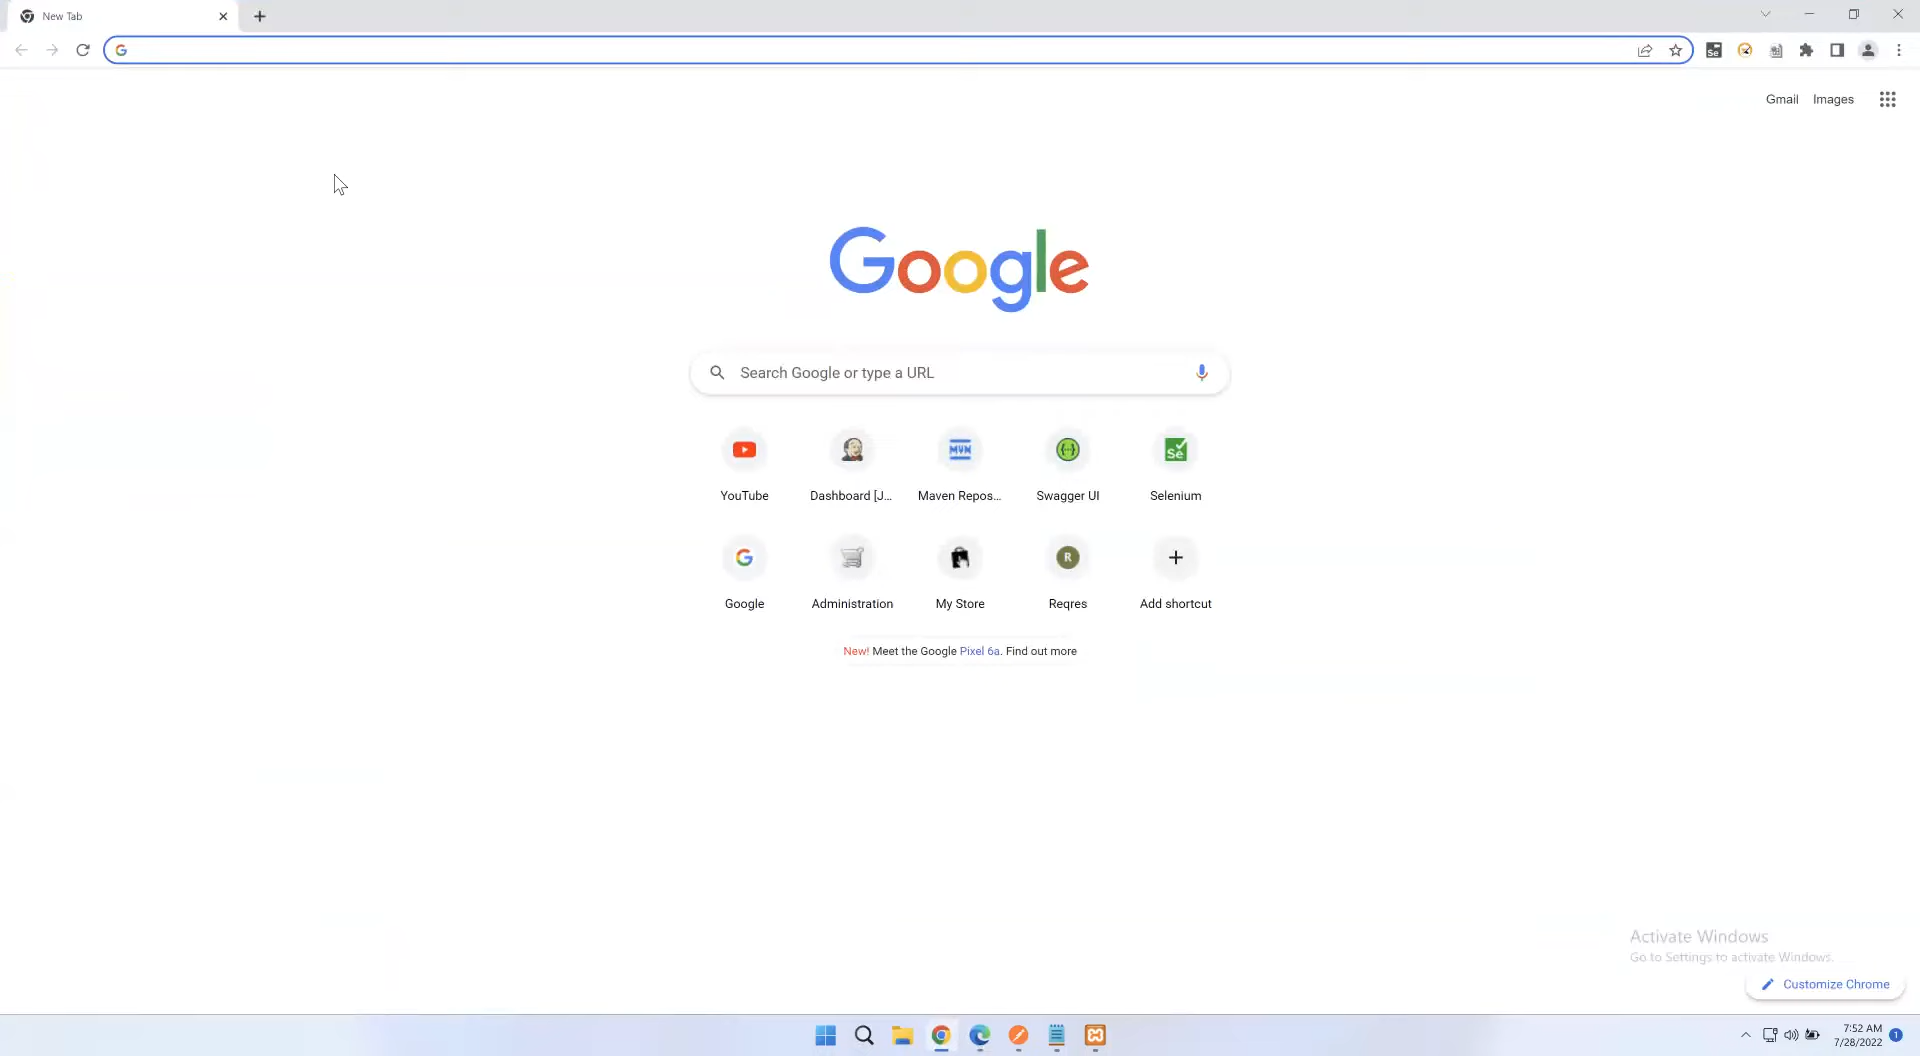 New Tab
Gmail Images
Google
Search Google or type a URL
YouTube Dashboard [J... Maven Repos... Swagger UI Selenium
Google Administration My Store Reqres Add shortcut
New! Meet the Google Pixel 6a. Find out more
Activate Windows
Go to Settings to activate Windows.
Customize Chrome
7:52 AM
7/28/2022
1